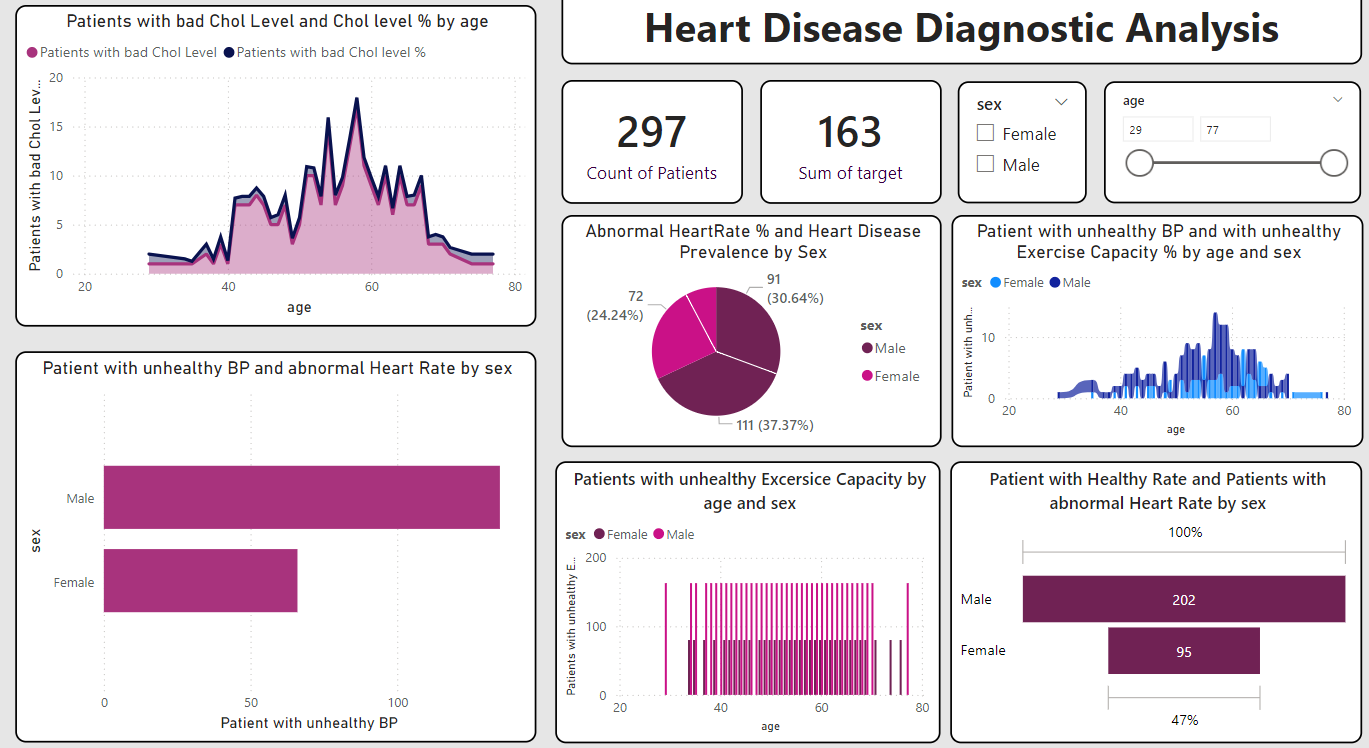 Patients with bad Chol Level and Chol level % by age
Patients with bad Chol Level Patients with bad Chol level %
Patients with bad Chol Lev...
20
15
10
5
0
20 40 60 80
age
Patient with unhealthy BP and abnormal Heart Rate by sex
sex
Male
Female
0 50 100
Patient with unhealthy BP
Heart Disease Diagnostic Analysis
297
Count of Patients
163
Sum of target
sex
Female
Male
age
29 77
Abnormal HeartRate % and Heart Disease
Prevalence by Sex
91
(30.64%)
72
(24.24%)
111 (37.37%)
sex
Male
Female
Patient with unhealthy BP and with unhealthy
Exercise Capacity % by age and sex
sex Female Male
Patient with unh...
10
0
20 40 60 80
age
Patients with unhealthy Excersice Capacity by
age and sex
sex Female Male
Patients with unhealthy E...
200
100
0
20 40 60 80
age
Patient with Healthy Rate and Patients with
abnormal Heart Rate by sex
100%
Male 202
Female 95
47%